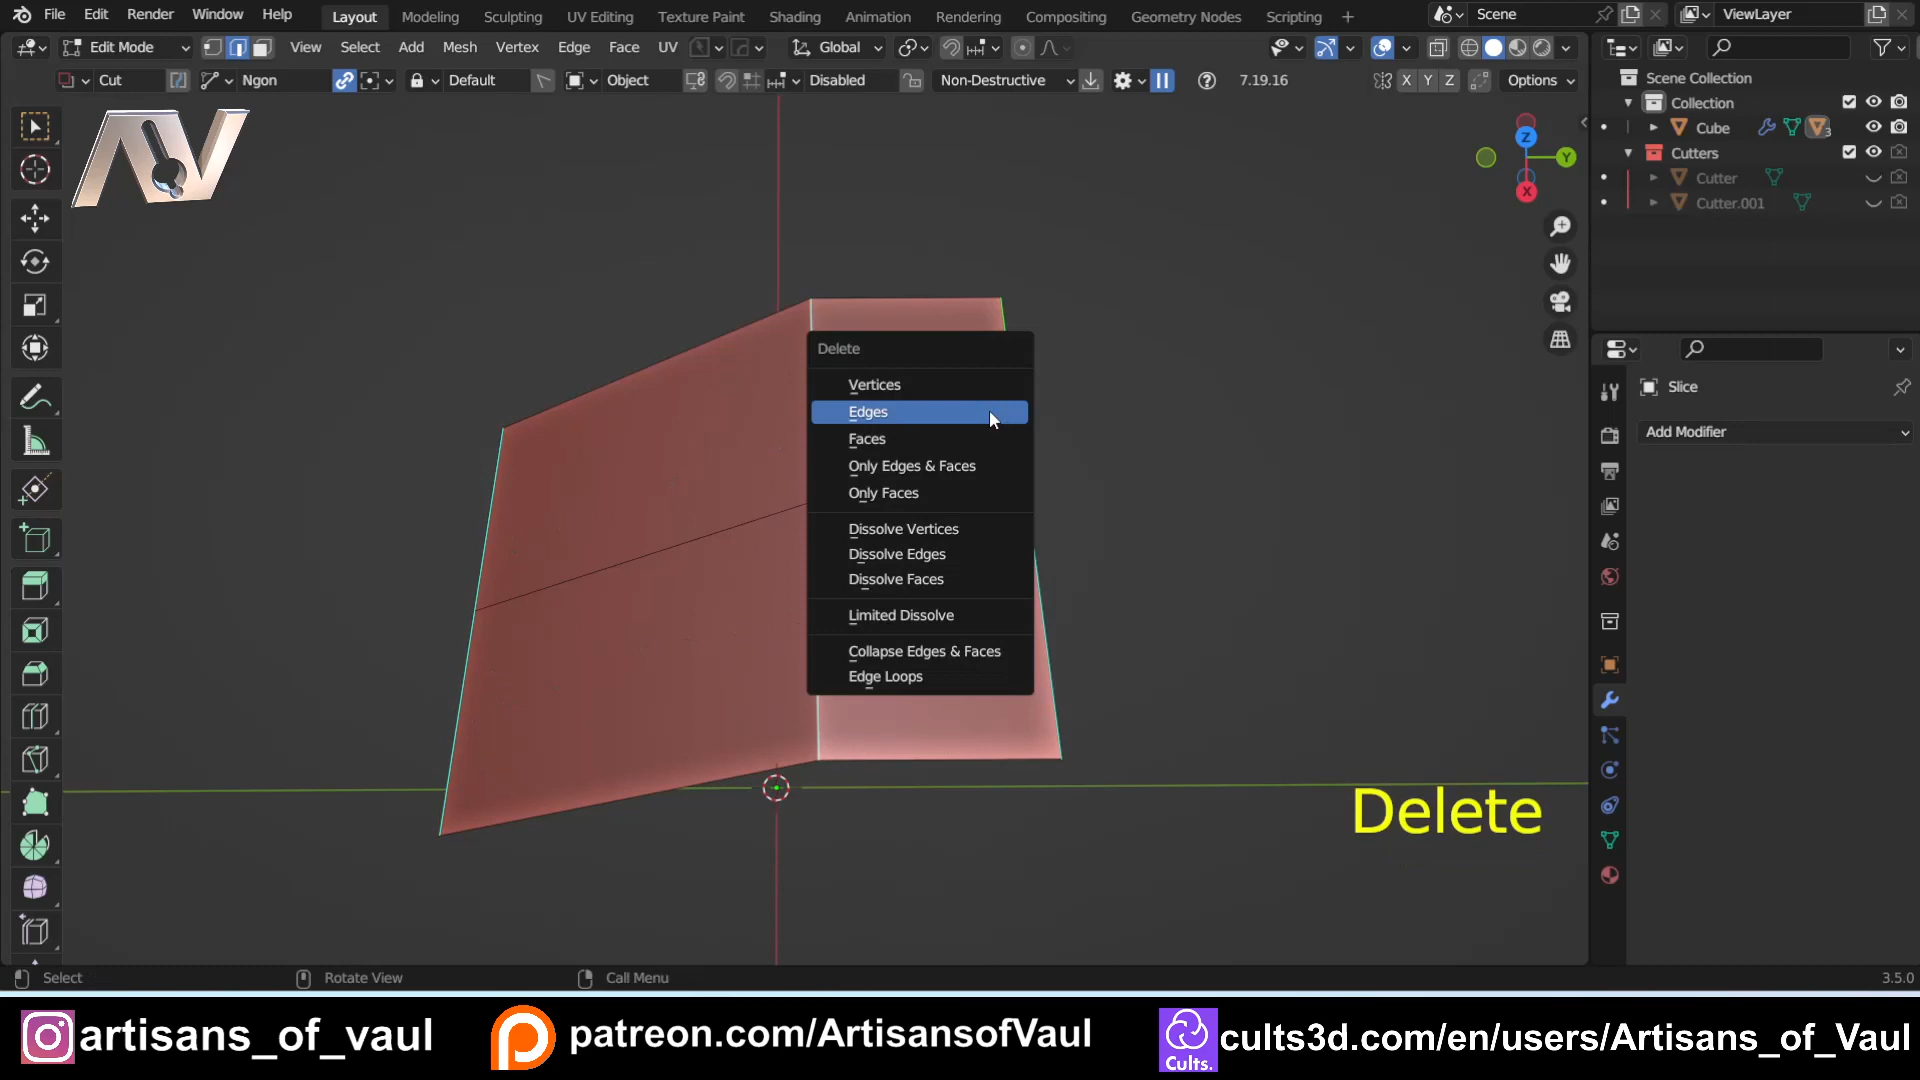 File Edit Render Window Help Layout Modeling Sculpting UV Editing Texture Paint Shading Animation Rendering Compositing Geometry Nodes Scripting + Scene ViewLayer
Edit Mode View Select Add Mesh Vertex Edge Face UV Global
Cut Ngon Default Object Disabled Non-Destructive 7.19.16 X Y Z Options
Scene Collection
Collection
Cube 3
Cutters
Cutter
Cutter.001
AV
Z
Y
X
Delete
Vertices
Edges
Faces
Only Edges & Faces
Only Faces
Dissolve Vertices
Dissolve Edges
Dissolve Faces
Limited Dissolve
Collapse Edges & Faces
Edge Loops
Slice
Add Modifier
Delete
Select Rotate View Call Menu 3.5.0
artisans_of_vaul patreon.com/ArtisansofVaul Cults. cults3d.com/en/users/Artisans_of_Vaul